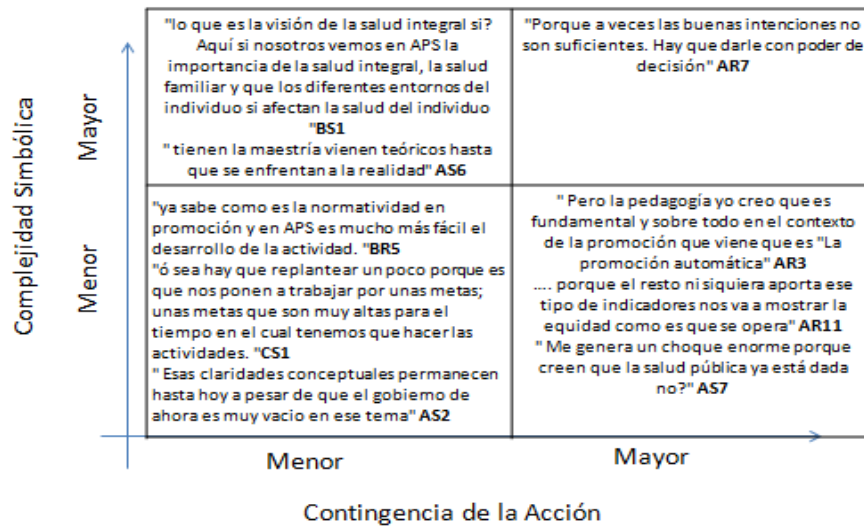 Complejidad Simbólica
Mayor
Menor
"lo que es la visión de la salud integral si?
Aquí si nosotros vemos en APS la
importancia de la salud integral, la salud
familiar y que los diferentes entornos del
individuo si afectan la salud del individuo
"BS1
" tienen la maestría vienen teóricos hasta
que se enfrentan a la realidad" AS6
"Porque a veces las buenas intenciones no
son suficientes. Hay que darle con poder de
decisión" AR7
"ya sabe como es la normatividad en
promoción y en APS es mucho más fácil el
desarrollo de la actividad. "BR5
"ó sea hay que replantear un poco porque es
que nos ponen a trabajar por unas metas;
unas metas que son muy altas para el
tiempo en el cual tenemos que hacer las
actividades. "CS1
" Esas claridades conceptuales permanecen
hasta hoy a pesar de que el gobierno de
ahora es muy vacio en ese tema" AS2
" Pero la pedagogía yo creo que es
fundamental y sobre todo en el contexto
de la promoción que viene que es "La
promoción automática" AR3
.... porque el resto ni siquiera aporta ese
tipo de indicadores nos va a mostrar la
equidad como es que se opera" AR11
" Me genera un choque enorme porque
creen que la salud pública ya está dada
no?" AS7
Menor
Mayor
Contingencia de la Acción